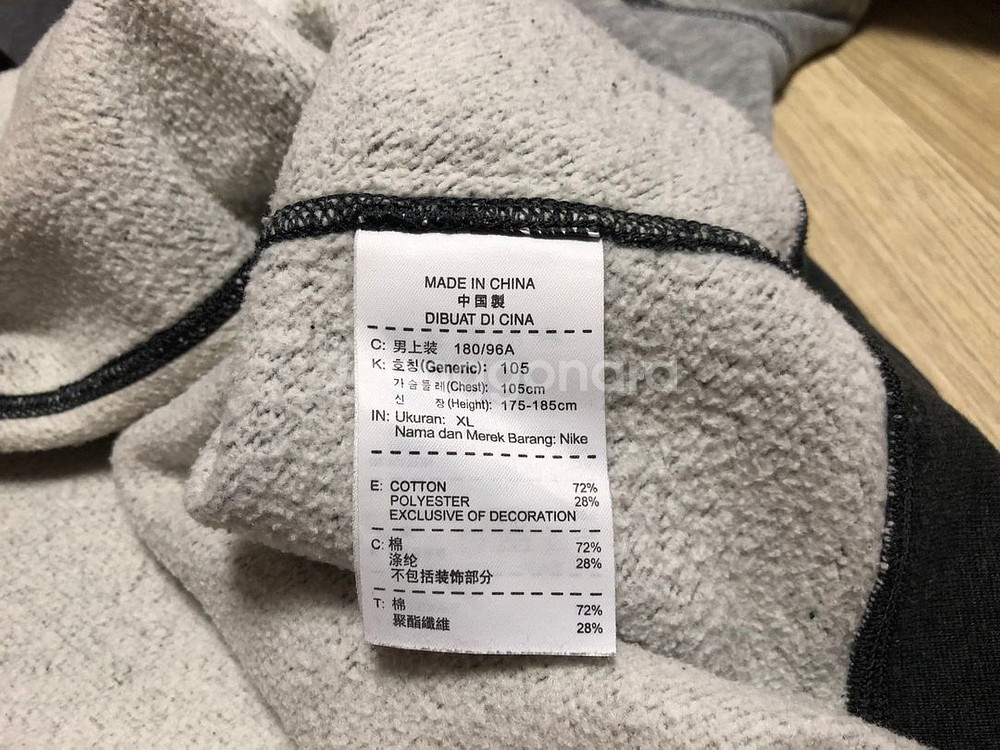 MADE IN CHINA
中国製
DIBUAT DI CINA
C: 男上装 180/96A
K: 호칭(Generic): 105
가슴둘레(Chest): 105cm
신 장(Height): 175-185cm
IN: Ukuran: XL
Nama dan Merek Barang: Nike
E: COTTON 72%
POLYESTER 28%
EXCLUSIVE OF DECORATION
C: 棉 72%
涤纶 28%
不包括装饰部分
T: 棉 72%
聚酯纖維 28%